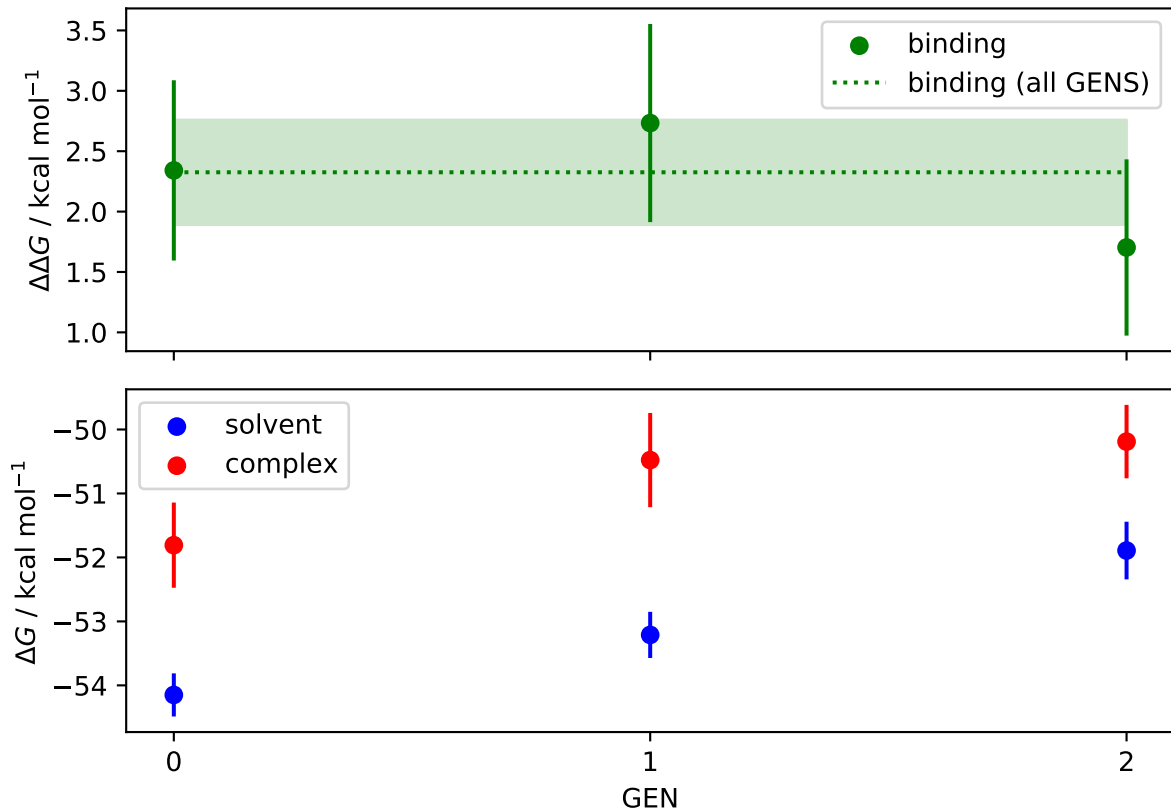 3.5
3.0
2.5
2.0
1.5
1.0
ΔΔG / kcal mol⁻¹
binding
binding (all GENS)
−50
−51
−52
−53
−54
ΔG / kcal mol⁻¹
solvent
complex
0
1
2
GEN